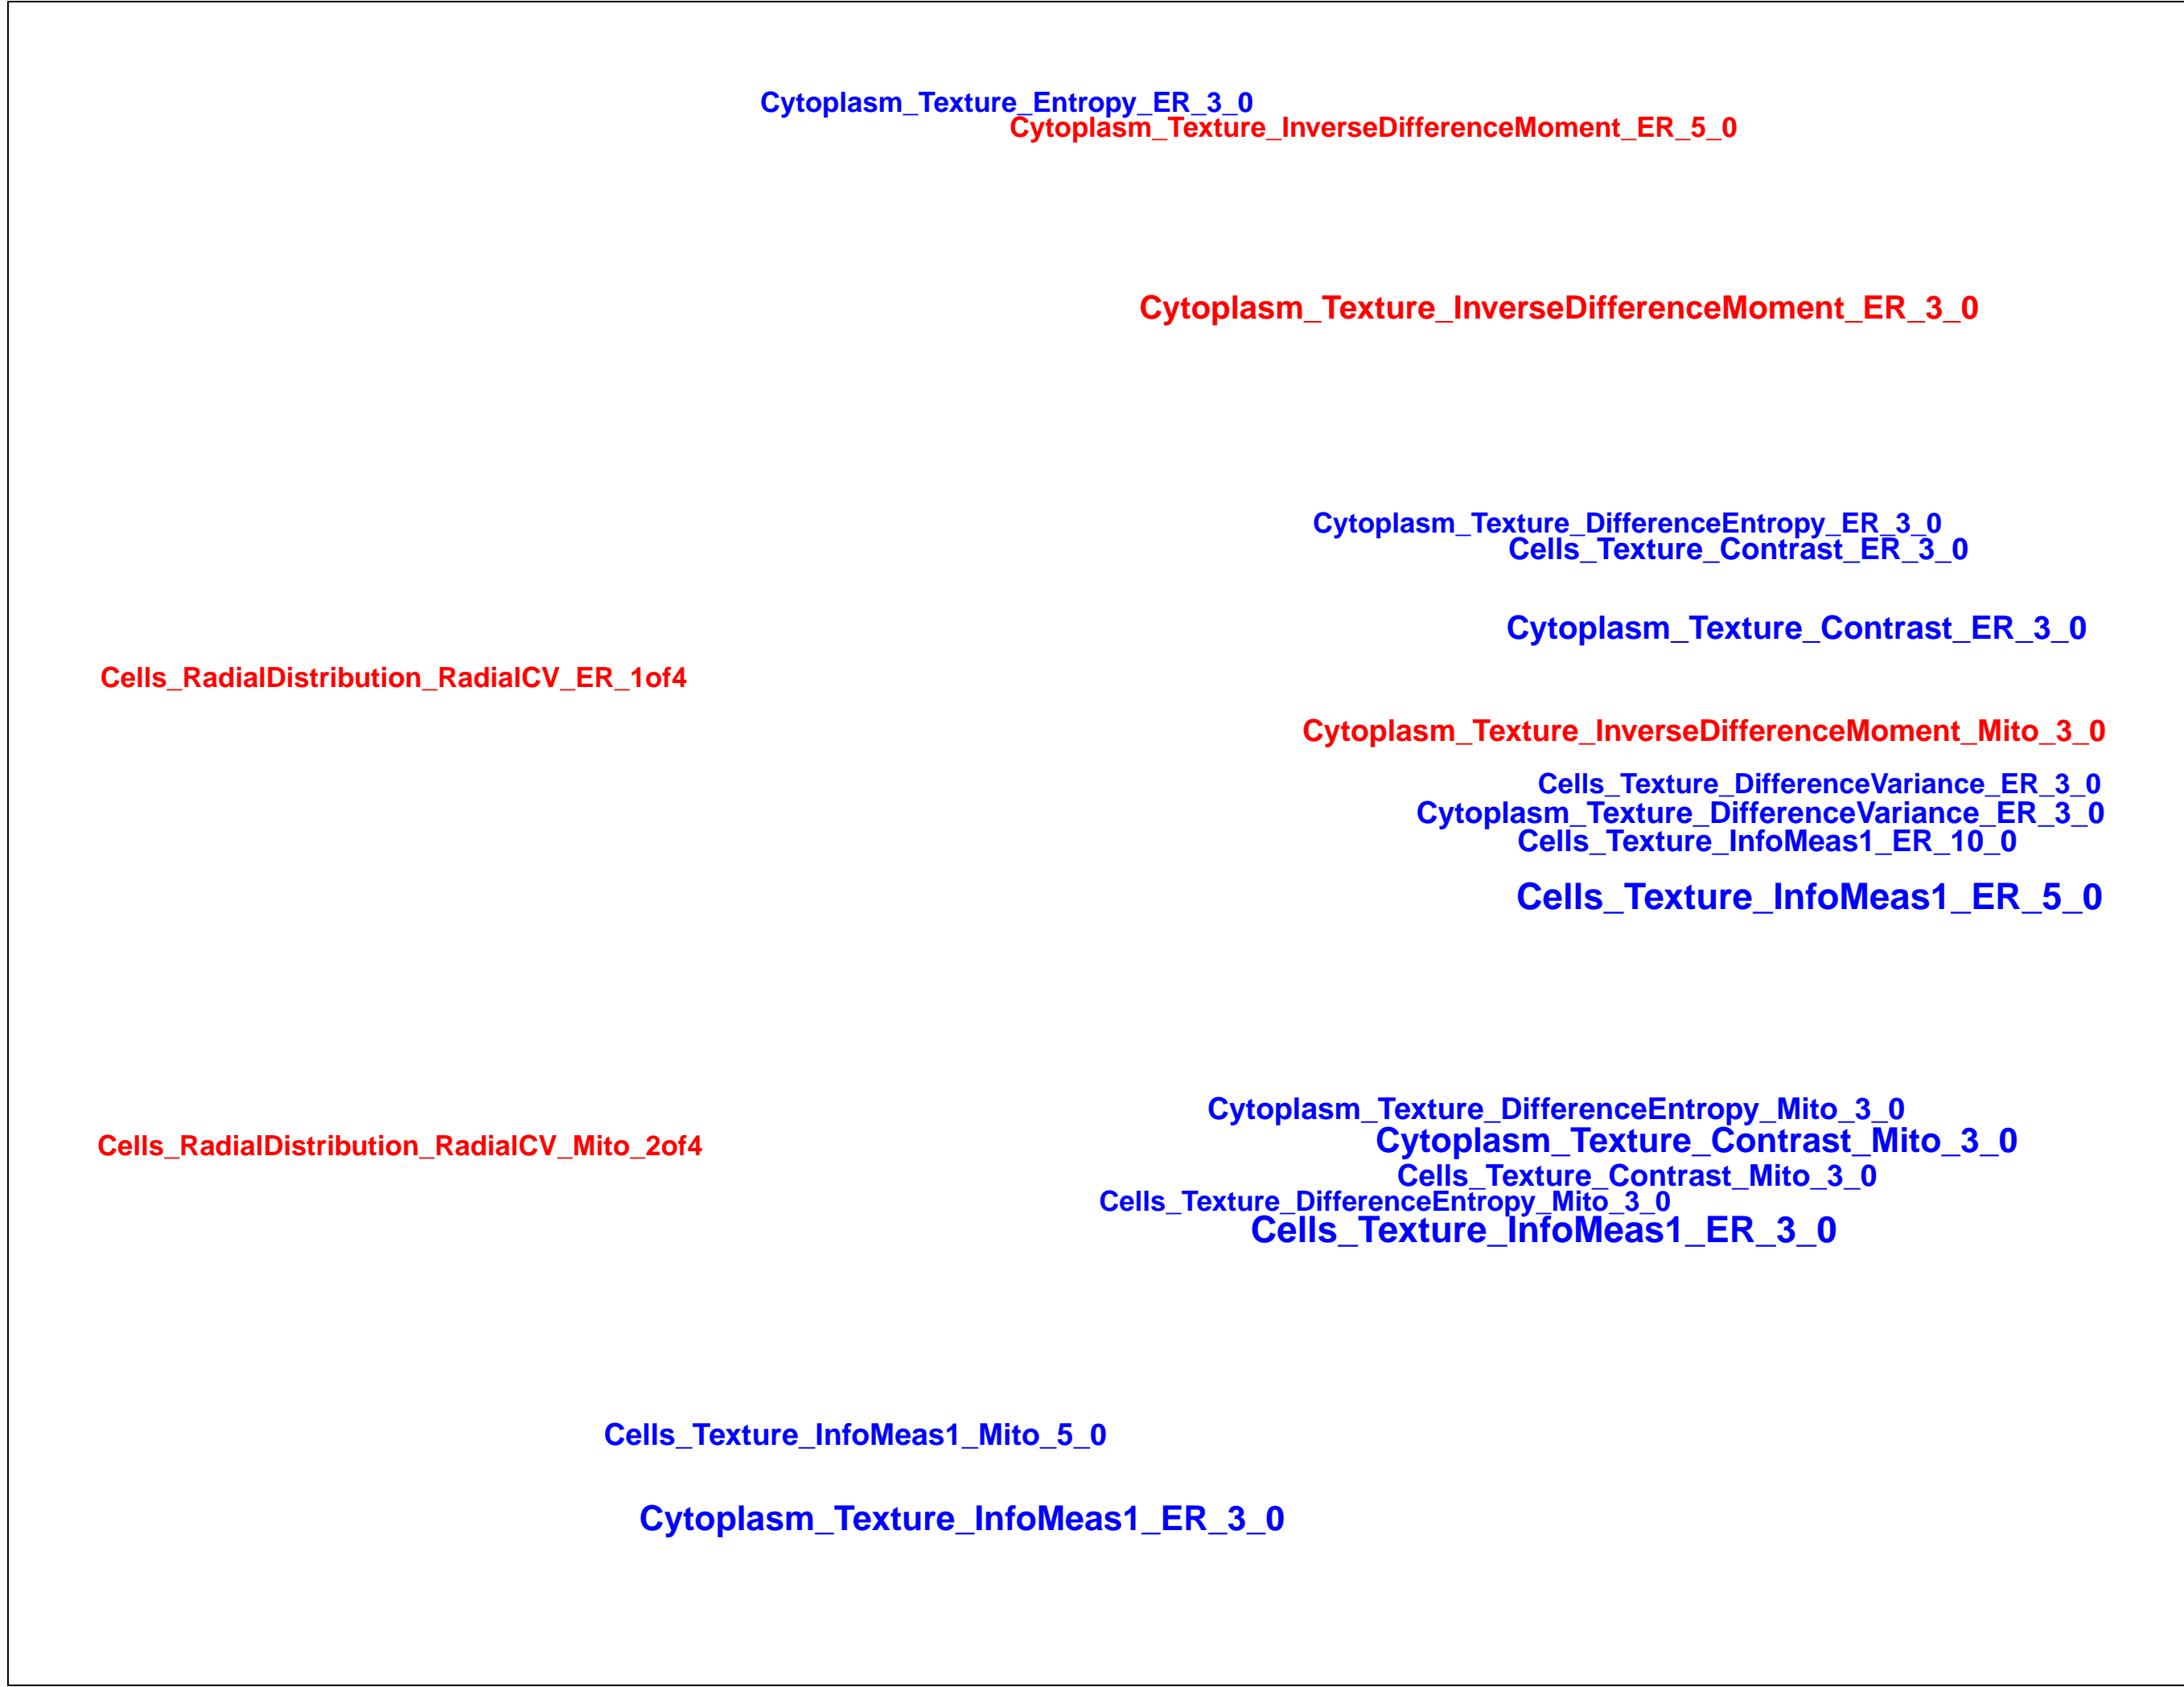 Cytoplasm_Texture_Entropy_ER_3_0
Cytoplasm_Texture_InverseDifferenceMoment_ER_5_0
Cytoplasm_Texture_InverseDifferenceMoment_ER_3_0
Cytoplasm_Texture_DifferenceEntropy_ER_3_0
Cells_Texture_Contrast_ER_3_0
Cytoplasm_Texture_Contrast_ER_3_0
Cells_RadialDistribution_RadialCV_ER_1of4
Cytoplasm_Texture_InverseDifferenceMoment_Mito_3_0
Cells_Texture_DifferenceVariance_ER_3_0
Cytoplasm_Texture_DifferenceVariance_ER_3_0
Cells_Texture_InfoMeas1_ER_10_0
Cells_Texture_InfoMeas1_ER_5_0
Cytoplasm_Texture_DifferenceEntropy_Mito_3_0
Cytoplasm_Texture_Contrast_Mito_3_0
Cells_RadialDistribution_RadialCV_Mito_2of4
Cells_Texture_Contrast_Mito_3_0
Cells_Texture_DifferenceEntropy_Mito_3_0
Cells_Texture_InfoMeas1_ER_3_0
Cells_Texture_InfoMeas1_Mito_5_0
Cytoplasm_Texture_InfoMeas1_ER_3_0